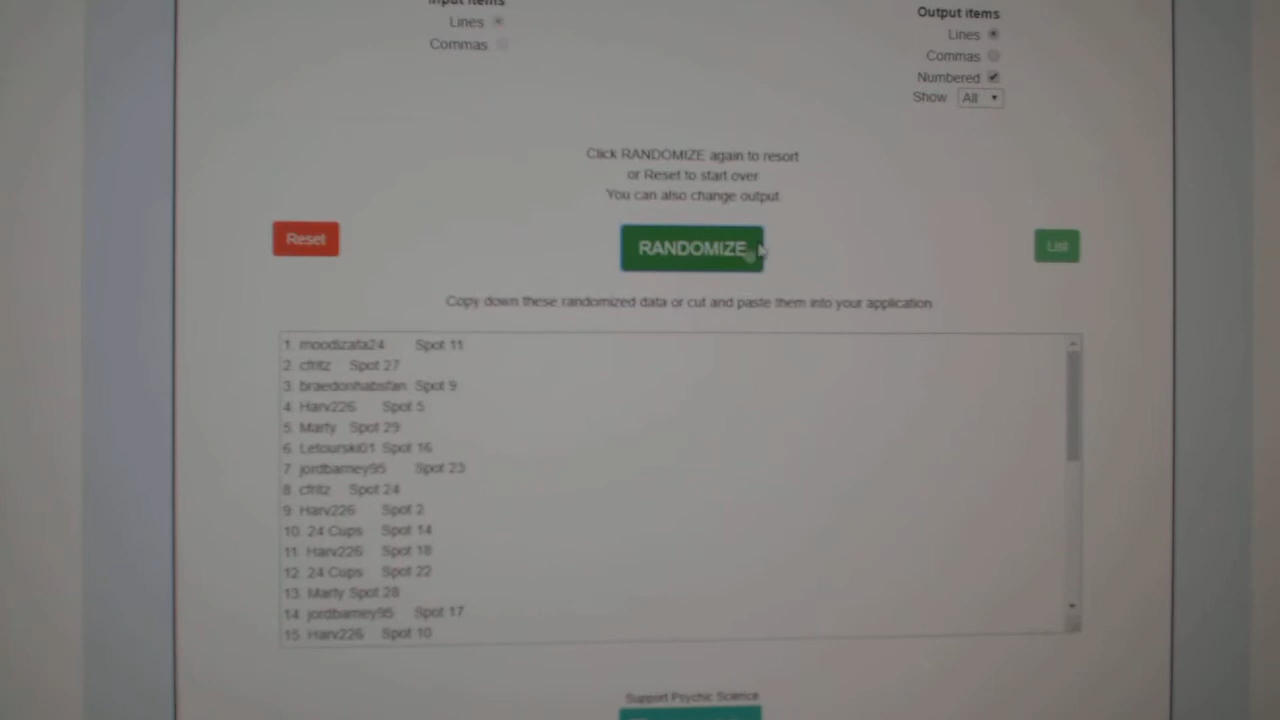 Input items
Lines
Commas
Output items
Lines
Commas
Numbered
Show All
Click RANDOMIZE again to resort
or Reset to start over
You can also change output
Reset
RANDOMIZE
List
Copy down these randomized data or cut and paste them into your application
1. moodizata24 Spot 11
2. cfritz Spot 27
3. braedonhabsfan Spot 9
4. Harv226 Spot 5
5. Marty Spot 29
6. Letourski01 Spot 16
7. jordbarney95 Spot 23
8. cfritz Spot 24
9. Harv226 Spot 2
10. 24 Cups Spot 14
11. Harv226 Spot 18
12. 24 Cups Spot 22
13. Marty Spot 28
14. jordbarney95 Spot 17
15. Harv226 Spot 10
Support Psychic Science